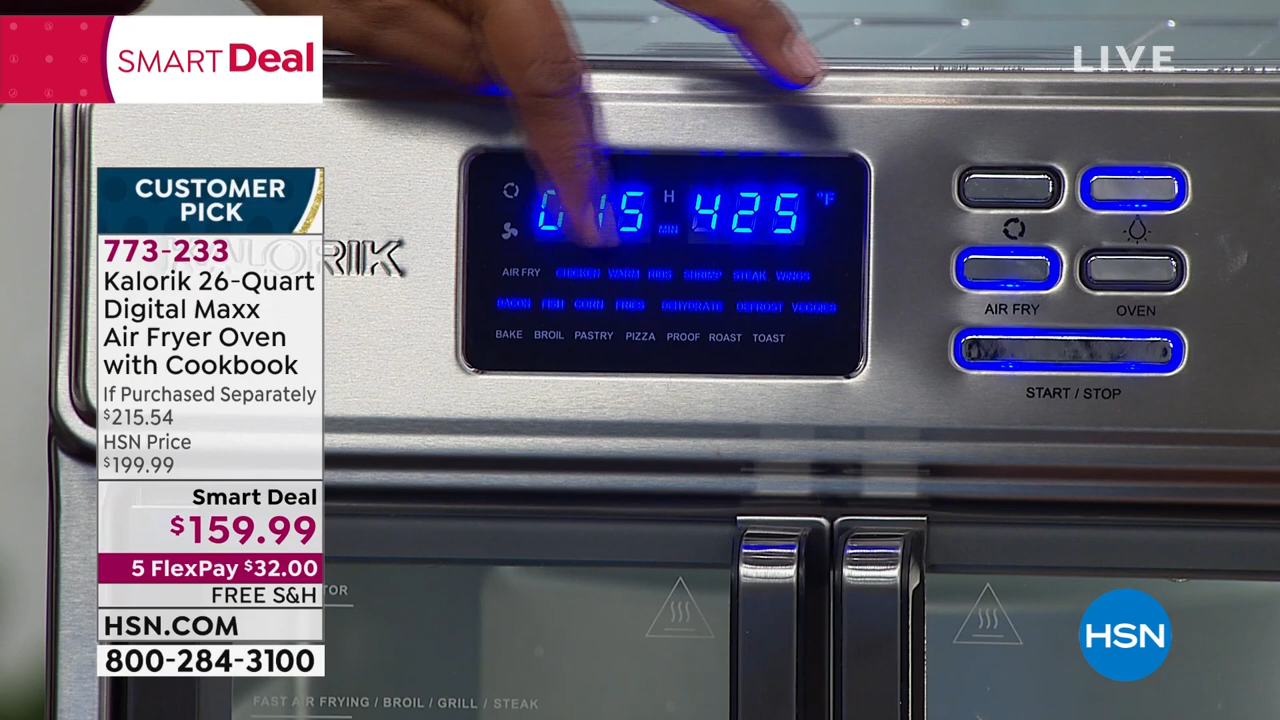 SMART Deal
LIVE
CUSTOMER
PICK
773-233
Kalorik 26-Quart
Digital Maxx
Air Fryer Oven
with Cookbook
If Purchased Separately
$215.54
HSN Price
$199.99
Smart Deal
$159.99
5 FlexPay $32.00
FREE S&H
HSN.COM
800-284-3100
KALORIK
H 425 °F
MIN
AIR FRY CHICKEN WARM RIBS SHRIMP STEAK WINGS
BACON FISH CORN FRIES DEHYDRATE DEFROST VEGGIES
BAKE BROIL PASTRY PIZZA PROOF ROAST TOAST
AIR FRY
OVEN
START / STOP
FAST AIR FRYING / BROIL / GRILL / STEAK
HSN